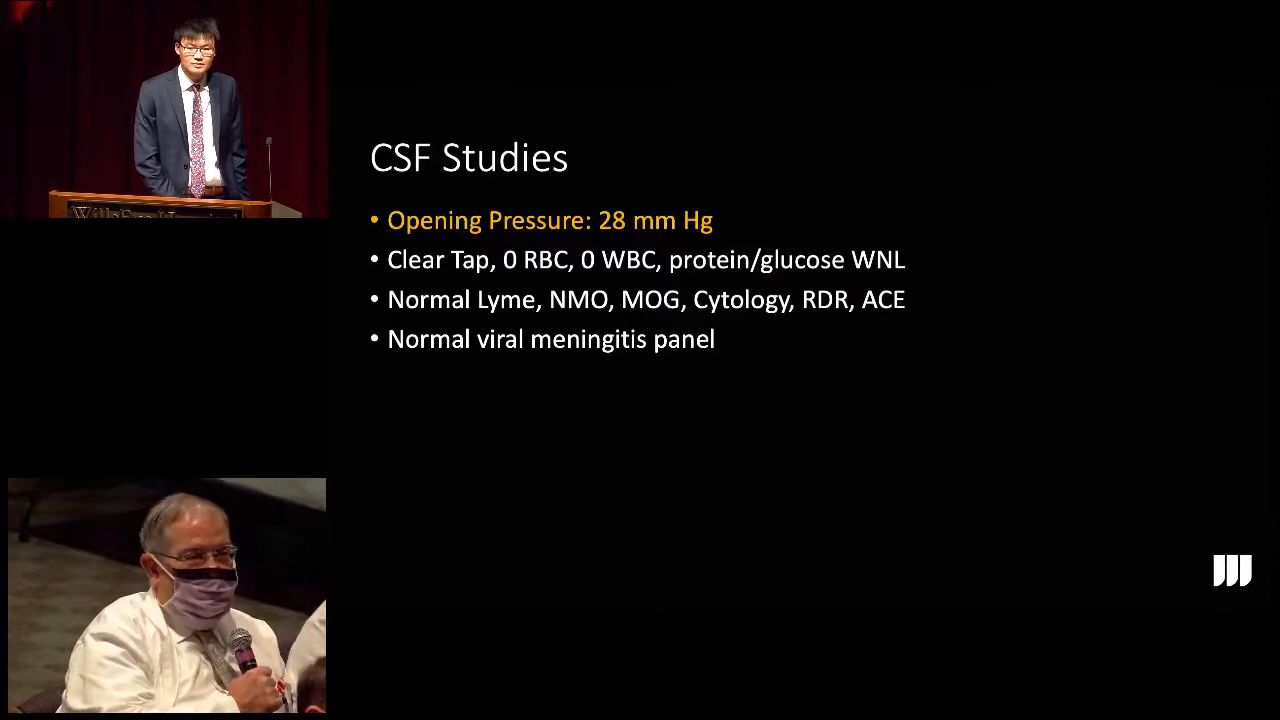 CSF Studies
• Opening Pressure: 28 mm Hg
• Clear Tap, 0 RBC, 0 WBC, protein/glucose WNL
• Normal Lyme, NMO, MOG, Cytology, RDR, ACE
• Normal viral meningitis panel